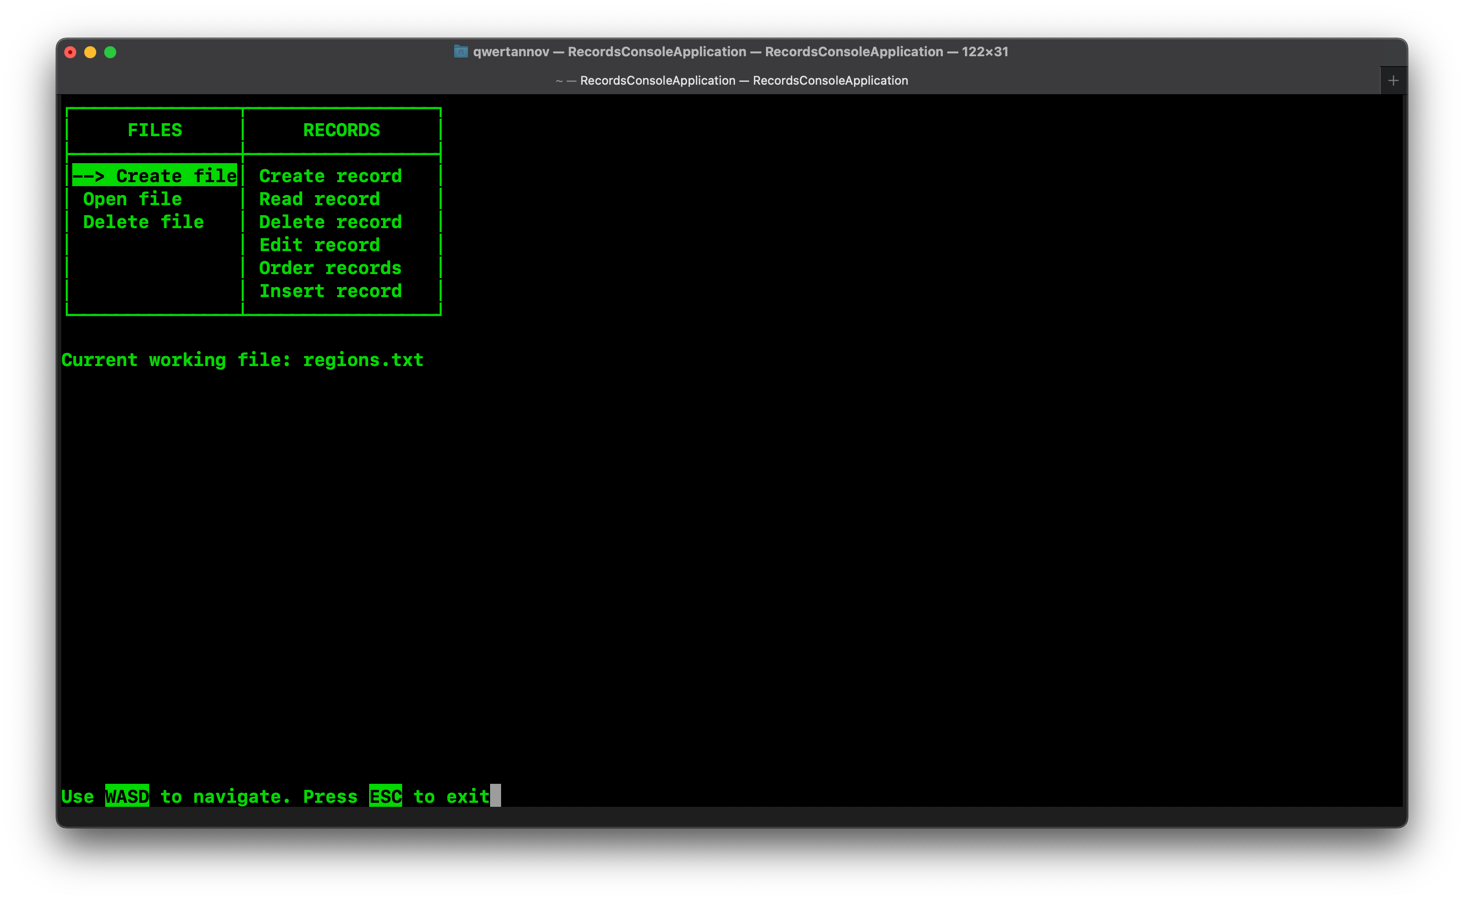 qwertannov — RecordsConsoleApplication — RecordsConsoleApplication — 122×31
~ — RecordsConsoleApplication — RecordsConsoleApplication
FILES RECORDS
--> Create file Create record
Open file Read record
Delete file Delete record
Edit record
Order records
Insert record
Current working file: regions.txt
Use WASD to navigate. Press ESC to exit